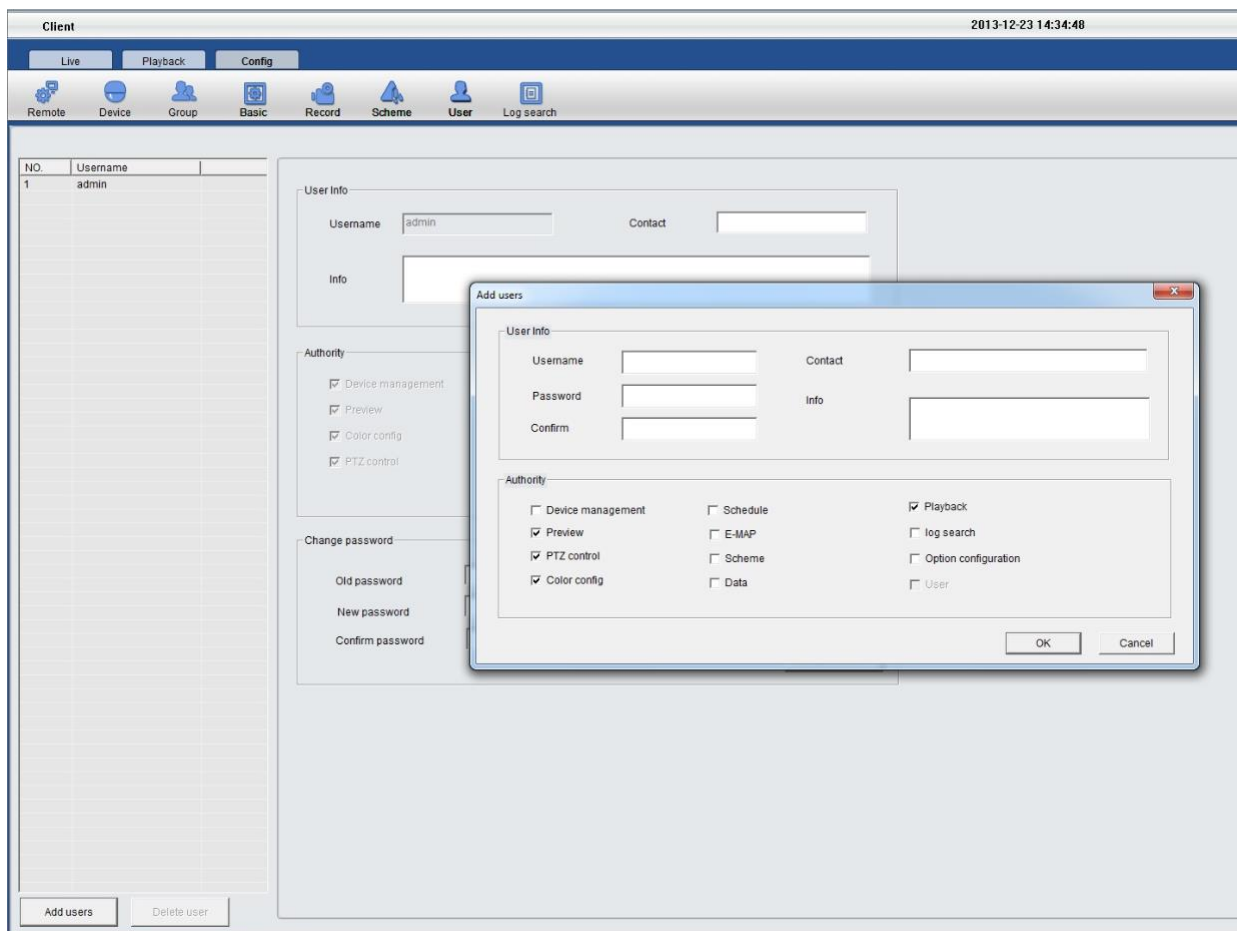 Client 2013-12-23 14:34:48
Live Playback Config
Remote Device Group Basic Record Scheme User Log search
NO. Username
1 admin
User Info
Username admin Contact
Info
Authority
Device management
Preview
Color config
PTZ control
Change password
Old password
New password
Confirm password
Add users
User Info
Username Contact
Password Info
Confirm
Authority
Device management Schedule Playback
Preview E-MAP log search
PTZ control Scheme Option configuration
Color config Data User
OK Cancel
Add users Delete user